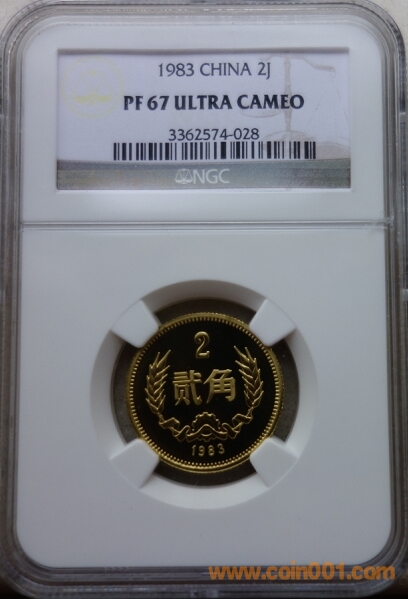 1983 CHINA 2J
PF 67 ULTRA CAMEO
3362574-028
NGC
2
贰角
1983
www.coin001.com